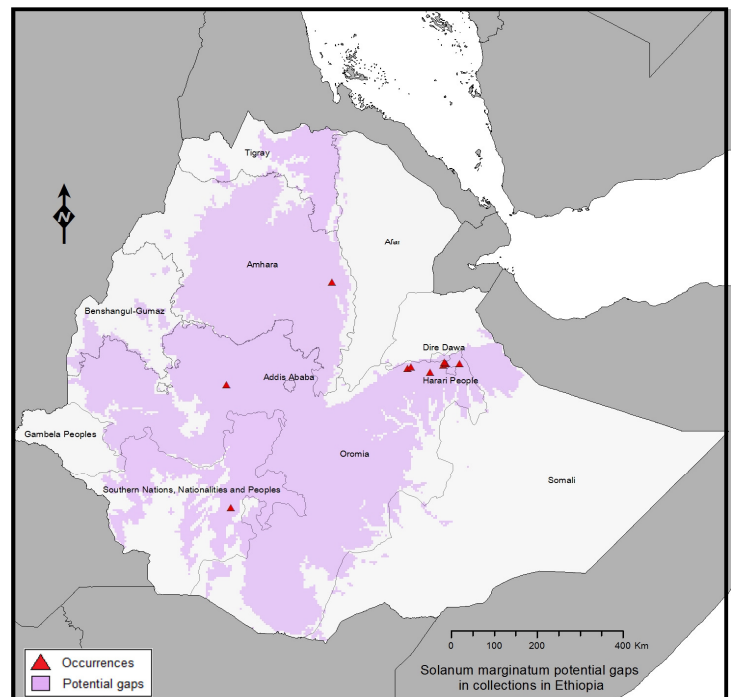 Tigray
Afar
Amhara
Benshangul-Gumaz
Dire Dawa
Addis Ababa
Harari People
Gambela Peoples
Oromia
Somali
Southern Nations, Nationalities and Peoples
N
0 100 200 400 Km
Occurrences
Potential gaps
Solanum marginatum potential gaps
in collections in Ethiopia